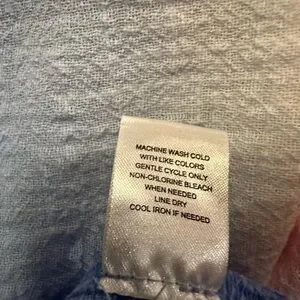 MACHINE WASH COLD
WITH LIKE COLORS
GENTLE CYCLE ONLY
NON-CHLORINE BLEACH
WHEN NEEDED
LINE DRY
COOL IRON IF NEEDED